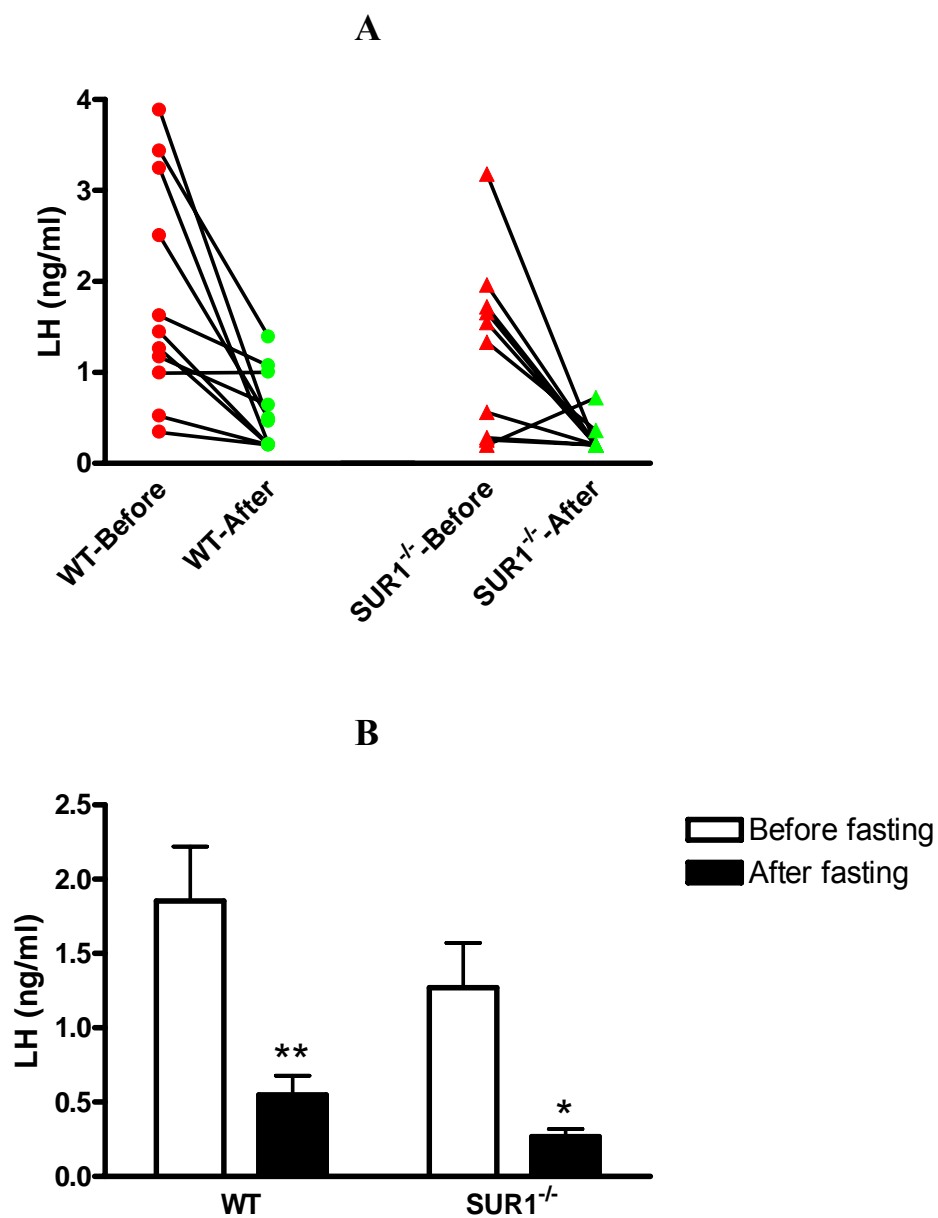 A
4
3
2
1
0
LH (ng/ml)
WT-Before
WT-After
SUR1-/--Before
SUR1-/--After
B
2.5
2.0
1.5
1.0
0.5
0.0
LH (ng/ml)
**
*
WT
SUR1-/-
Before fasting
After fasting